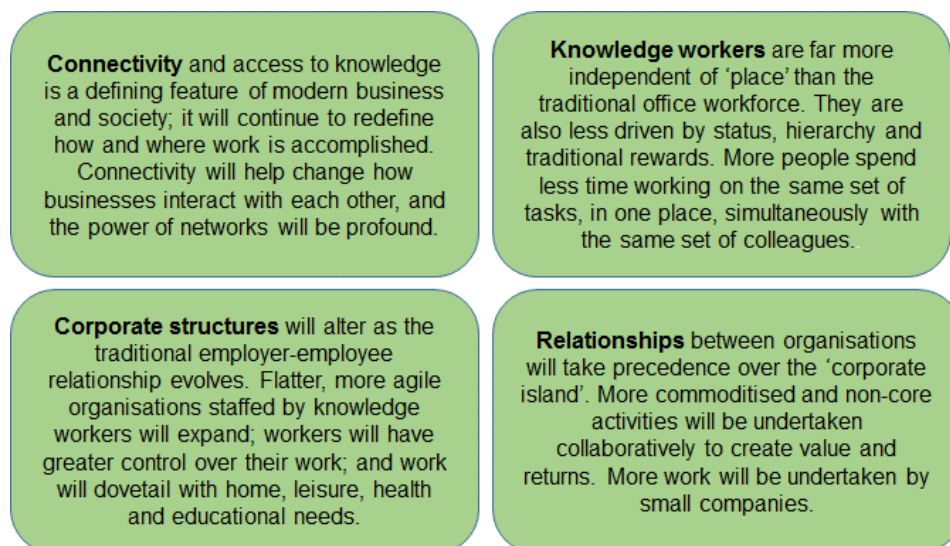 Connectivity and access to knowledge
is a defining feature of modern business
and society; it will continue to redefine
how and where work is accomplished.
Connectivity will help change how
businesses interact with each other, and
the power of networks will be profound.
Knowledge workers are far more
independent of ‘place’ than the
traditional office workforce. They are
also less driven by status, hierarchy and
traditional rewards. More people spend
less time working on the same set of
tasks, in one place, simultaneously with
the same set of colleagues.
Corporate structures will alter as the
traditional employer-employee
relationship evolves. Flatter, more agile
organisations staffed by knowledge
workers will expand; workers will have
greater control over their work; and work
will dovetail with home, leisure, health
and educational needs.
Relationships between organisations
will take precedence over the ‘corporate
island’. More commoditised and non-core
activities will be undertaken
collaboratively to create value and
returns. More work will be undertaken by
small companies.